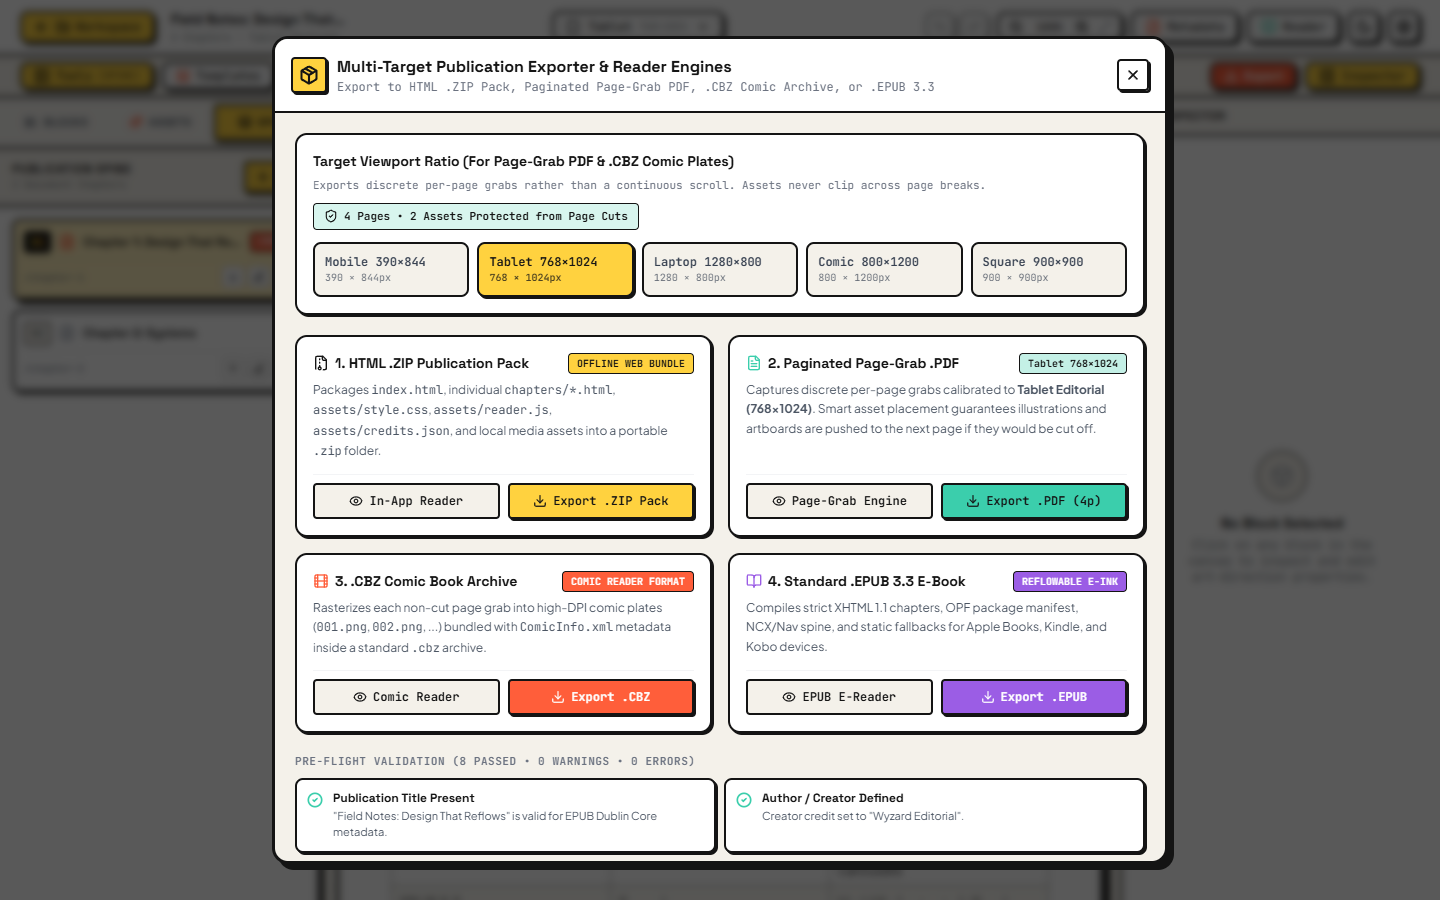 Multi-Target Publication Exporter & Reader Engines
Export to HTML .ZIP Pack, Paginated Page-Grab PDF, .CBZ Comic Archive, or .EPUB 3.3
Target Viewport Ratio (For Page-Grab PDF & .CBZ Comic Plates)
Exports discrete per-page grabs rather than a continuous scroll. Assets never clip across page breaks.
4 Pages • 2 Assets Protected from Page Cuts
Mobile 390×844
390 × 844px
Tablet 768×1024
768 × 1024px
Laptop 1280×800
1280 × 800px
Comic 800×1200
800 × 1200px
Square 900×900
900 × 900px
1. HTML .ZIP Publication Pack
OFFLINE WEB BUNDLE
Packages index.html, individual chapters/*.html,
assets/style.css, assets/reader.js,
assets/credits.json, and local media assets into a portable
.zip folder.
In-App Reader
Export .ZIP Pack
2. Paginated Page-Grab .PDF
Tablet 768×1024
Captures discrete per-page grabs calibrated to Tablet Editorial
(768×1024). Smart asset placement guarantees illustrations and
artboards are pushed to the next page if they would be cut off.
Page-Grab Engine
Export .PDF (4p)
3. .CBZ Comic Book Archive
COMIC READER FORMAT
Rasterizes each non-cut page grab into high-DPI comic plates
(001.png, 002.png, ...) bundled with ComicInfo.xml metadata
inside a standard .cbz archive.
Comic Reader
Export .CBZ
4. Standard .EPUB 3.3 E-Book
REFLOWABLE E-INK
Compiles strict XHTML 1.1 chapters, OPF package manifest,
NCX/Nav spine, and static fallbacks for Apple Books, Kindle, and
Kobo devices.
EPUB E-Reader
Export .EPUB
PRE-FLIGHT VALIDATION (8 PASSED • 0 WARNINGS • 0 ERRORS)
Publication Title Present
"Field Notes: Design That Reflows" is valid for EPUB Dublin Core
metadata.
Author / Creator Defined
Creator credit set to "Wyzard Editorial".